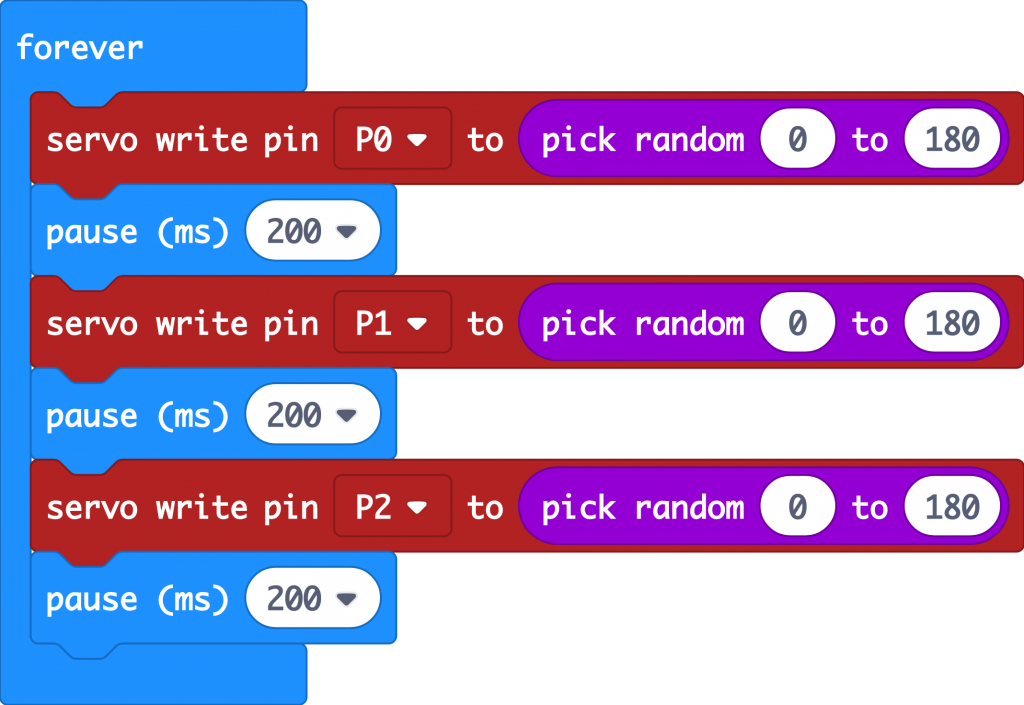 forever
servo write pin P0 to pick random 0 to 180
pause (ms) 200
servo write pin P1 to pick random 0 to 180
pause (ms) 200
servo write pin P2 to pick random 0 to 180
pause (ms) 200